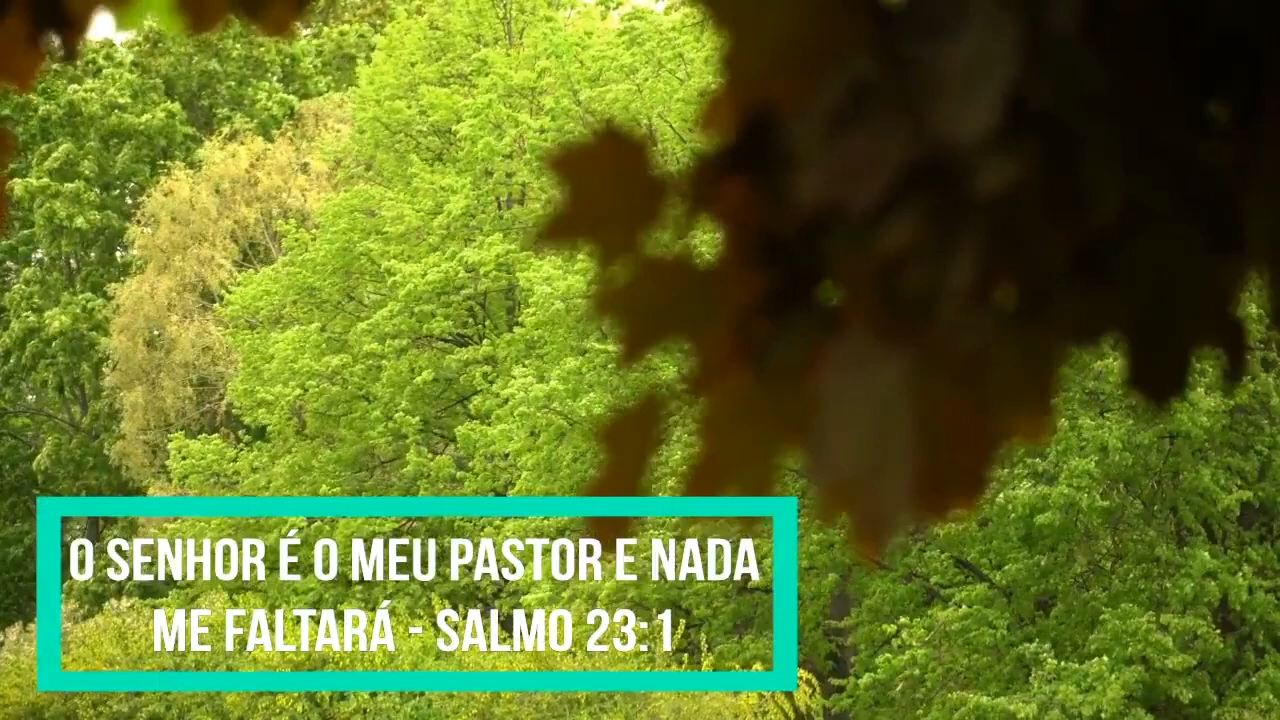 O SENHOR É O MEU PASTOR E NADA
ME FALTARÁ - SALMO 23:1